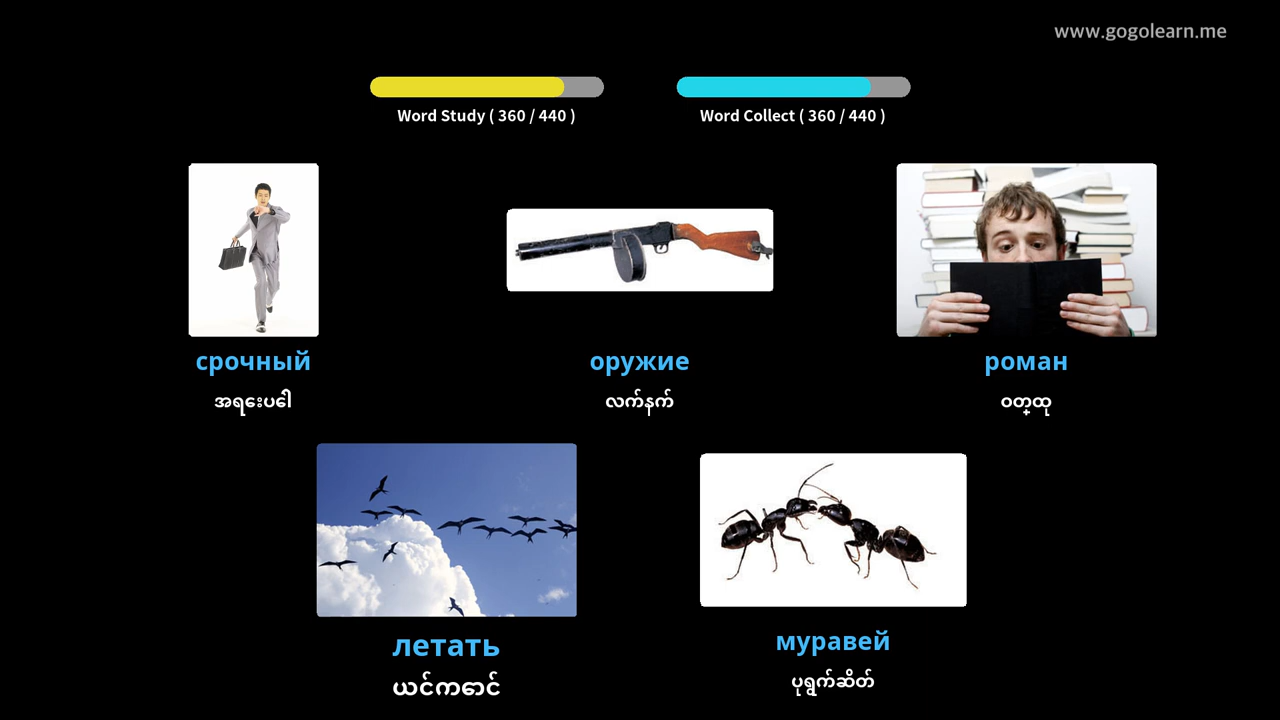 www.gogolearn.me
Word Study ( 360 / 440 )
Word Collect ( 360 / 440 )
срочный
အရေးပေါ်
оружие
လက်နက်
роман
ဝတ္ထု
летать
ယင်ကောင်
муравей
ပုရွက်ဆိတ်